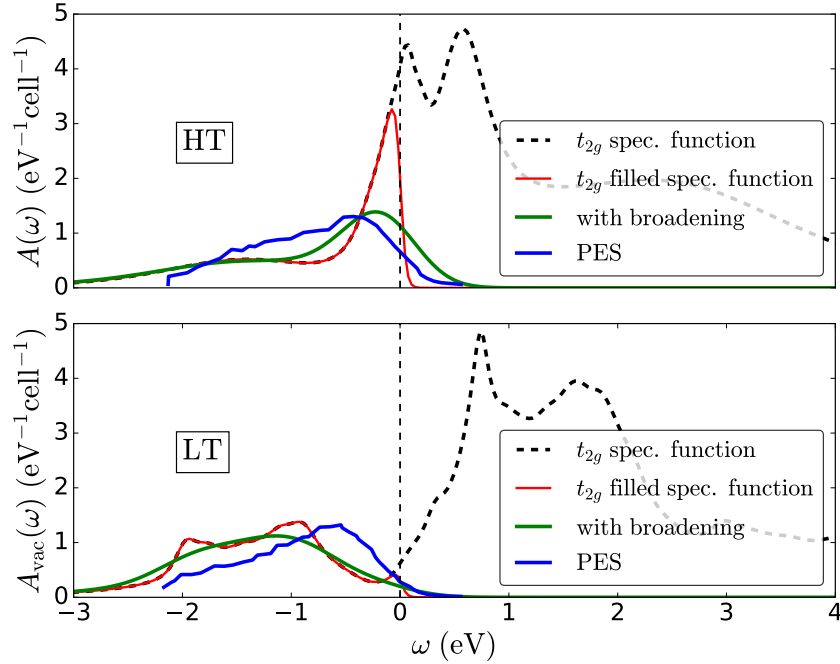 5
4
3
2
1
0
A(ω) (eV⁻¹cell⁻¹)
HT
t₂g spec. function
t₂g filled spec. function
with broadening
PES
5
4
3
2
1
0
A_vac(ω) (eV⁻¹cell⁻¹)
LT
t₂g spec. function
t₂g filled spec. function
with broadening
PES
−3 −2 −1 0 1 2 3 4
ω (eV)